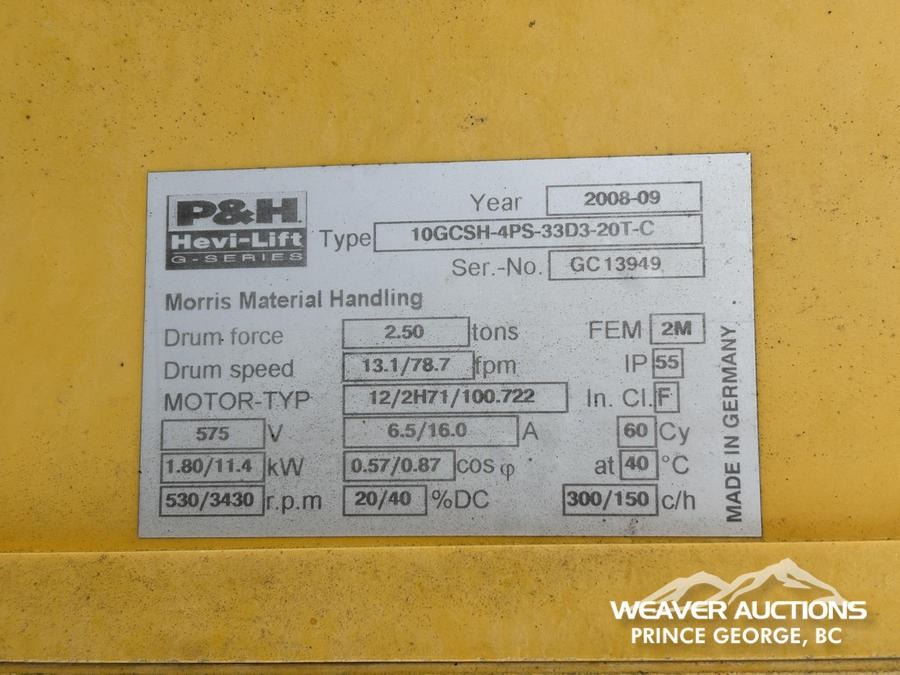 P&H
Hevi-Lift
G-SERIES
Year 2008-09
Type 10GCSH-4PS-33D3-20T-C
Ser.-No. GC13949
Morris Material Handling
Drum force 2.50 tons FEM 2M
Drum speed 13.1/78.7 fpm IP 55
MOTOR-TYP 12/2H71/100.722 In. Cl. F
575 V 6.5/16.0 A 60 Cy
1.80/11.4 kW 0.57/0.87 cos φ at 40 °C
530/3430 r.p.m 20/40 %DC 300/150 c/h
MADE IN GERMANY
WEAVER AUCTIONS
PRINCE GEORGE, BC